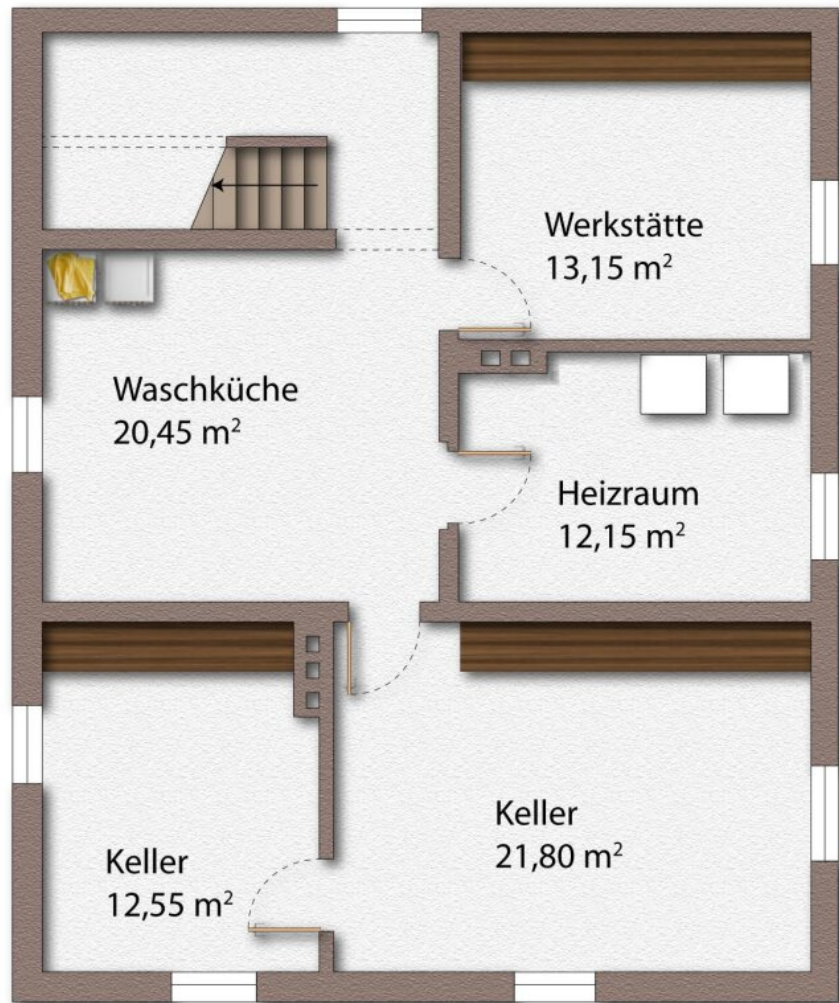 Werkstätte
13,15 m²
Waschküche
20,45 m²
Heizraum
12,15 m²
Keller
21,80 m²
Keller
12,55 m²